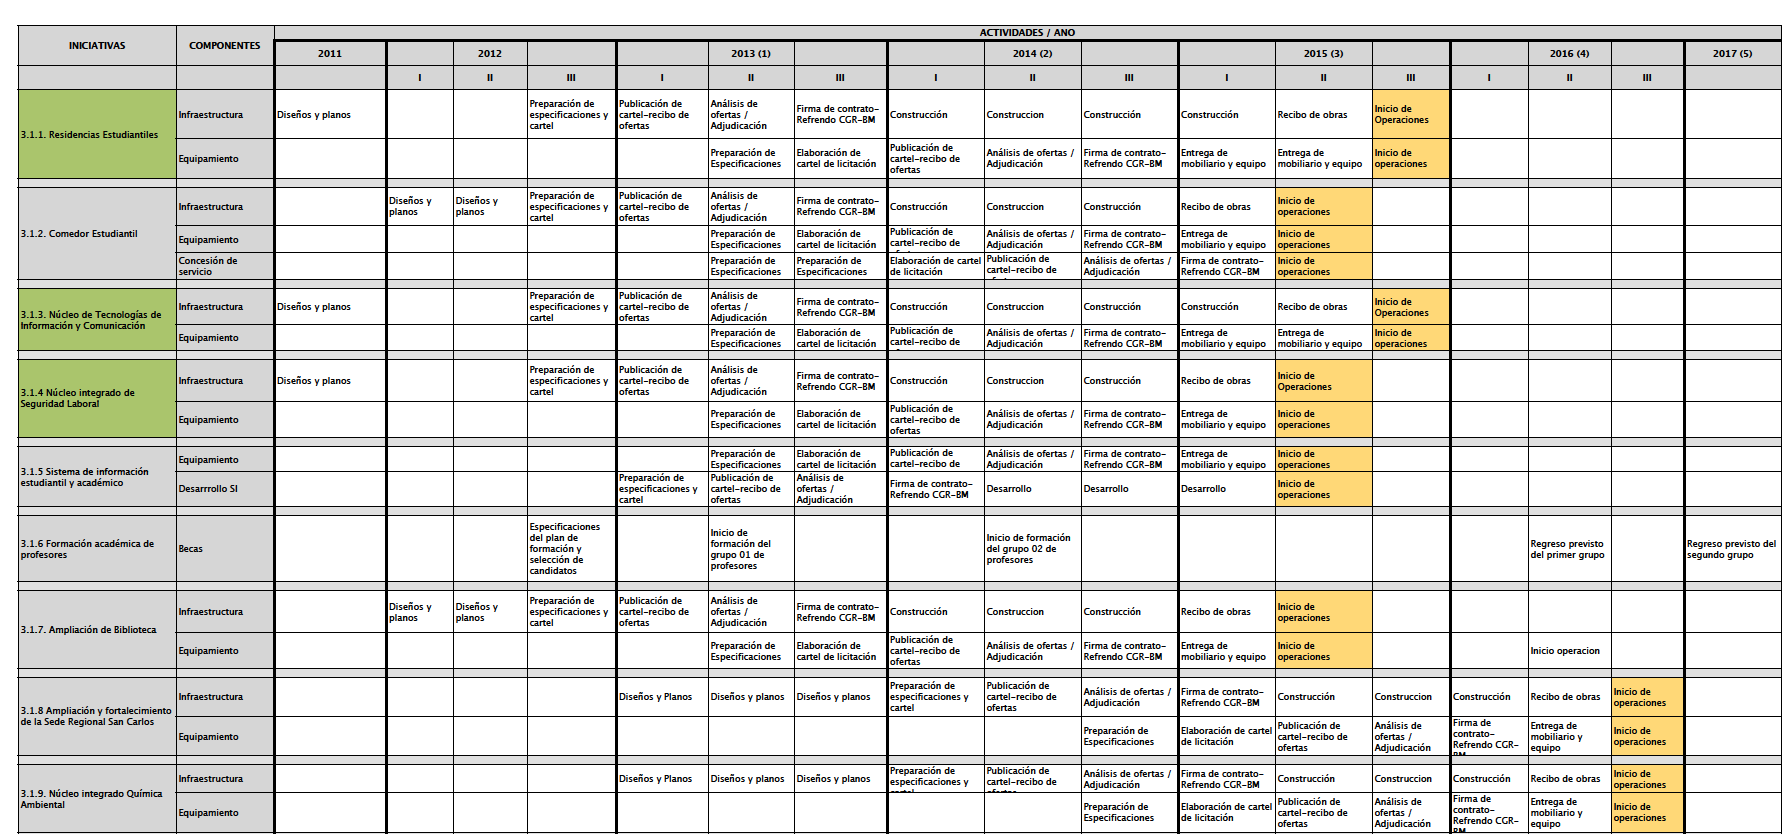 ACTIVIDADES / ANO
INICIATIVAS
COMPONENTES
2011
2012
2013 (1)
2014 (2)
2015 (3)
2016 (4)
2017 (5)
I
II
III
I
II
III
I
II
III
I
II
III
I
II
III
3.1.1. Residencias Estudiantiles
Infraestructura
Diseños y planos
Preparación de
especificaciones y
cartel
Publicación de
cartel-recibo de
ofertas
Análisis de
ofertas /
Adjudicación
Firma de contrato-
Refrendo CGR-BM
Construcción
Construccion
Construcción
Construcción
Recibo de obras
Inicio de
Operaciones
Equipamiento
Preparación de
Especificaciones
Elaboración de
cartel de licitación
Publicación de
cartel-recibo de
ofertas
Análisis de ofertas /
Adjudicación
Firma de contrato-
Refrendo CGR-BM
Entrega de
mobiliario y equipo
Entrega de
mobiliario y equipo
Inicio de
operaciones
3.1.2. Comedor Estudiantil
Infraestructura
Diseños y
planos
Diseños y
planos
Preparación de
especificaciones y
cartel
Publicación de
cartel-recibo de
ofertas
Análisis de
ofertas /
Adjudicación
Firma de contrato-
Refrendo CGR-BM
Construcción
Construccion
Construcción
Recibo de obras
Inicio de
operaciones
Equipamiento
Preparación de
Especificaciones
Elaboración de
cartel de licitación
Publicación de
cartel-recibo de
Análisis de ofertas /
Adjudicación
Firma de contrato-
Refrendo CGR-BM
Entrega de
mobiliario y equipo
Inicio de
operaciones
Concesión de
servicio
Preparación de
Especificaciones
Preparación de
Especificaciones
Elaboración de cartel
de licitación
Publicación de
cartel-recibo de
Análisis de ofertas /
Adjudicación
Firma de contrato-
Refrendo CGR-BM
Inicio de
operaciones
3.1.3. Núcleo de Tecnologías de
Información y Comunicación
Infraestructura
Diseños y planos
Preparación de
especificaciones y
cartel
Publicación de
cartel-recibo de
ofertas
Análisis de
ofertas /
Adjudicación
Firma de contrato-
Refrendo CGR-BM
Construcción
Construccion
Construcción
Construcción
Recibo de obras
Inicio de
Operaciones
Equipamiento
Preparación de
Especificaciones
Elaboración de
cartel de licitación
Publicación de
cartel-recibo de
Análisis de ofertas /
Adjudicación
Firma de contrato-
Refrendo CGR-BM
Entrega de
mobiliario y equipo
Entrega de
mobiliario y equipo
Inicio de
operaciones
3.1.4 Núcleo integrado de
Seguridad Laboral
Infraestructura
Diseños y planos
Preparación de
especificaciones y
cartel
Publicación de
cartel-recibo de
ofertas
Análisis de
ofertas /
Adjudicación
Firma de contrato-
Refrendo CGR-BM
Construcción
Construccion
Construcción
Recibo de obras
Inicio de
Operaciones
Equipamiento
Preparación de
Especificaciones
Elaboración de
cartel de licitación
Publicación de
cartel-recibo de
ofertas
Análisis de ofertas /
Adjudicación
Firma de contrato-
Refrendo CGR-BM
Entrega de
mobiliario y equipo
Inicio de
operaciones
3.1.5 Sistema de información
estudiantil y académico
Equipamiento
Preparación de
Especificaciones
Elaboración de
cartel de licitación
Publicación de
cartel-recibo de
Análisis de ofertas /
Adjudicación
Firma de contrato-
Refrendo CGR-BM
Entrega de
mobiliario y equipo
Inicio de
operaciones
Desarrrollo SI
Preparación de
especificaciones y
cartel
Publicación de
cartel-recibo de
ofertas
Análisis de
ofertas /
Adjudicación
Firma de contrato-
Refrendo CGR-BM
Desarrollo
Desarrollo
Desarrollo
Inicio de
operaciones
3.1.6 Formación académica de
profesores
Becas
Especificaciones
del plan de
formación y
selección de
candidatos
Inicio de
formación del
grupo 01 de
profesores
Inicio de formación
del grupo 02 de
profesores
Regreso previsto
del primer grupo
Regreso previsto del
segundo grupo
3.1.7. Ampliación de Biblioteca
Infraestructura
Diseños y
planos
Diseños y
planos
Preparación de
especificaciones y
cartel
Publicación de
cartel-recibo de
ofertas
Análisis de
ofertas /
Adjudicación
Firma de contrato-
Refrendo CGR-BM
Construcción
Construccion
Construcción
Recibo de obras
Inicio de
operaciones
Equipamiento
Preparación de
Especificaciones
Elaboración de
cartel de licitación
Publicación de
cartel-recibo de
ofertas
Análisis de ofertas /
Adjudicación
Firma de contrato-
Refrendo CGR-BM
Entrega de
mobiliario y equipo
Inicio de
operaciones
Inicio operacion
3.1.8 Ampliación y fortalecimiento
de la Sede Regional San Carlos
Infraestructura
Diseños y Planos
Diseños y planos
Diseños y planos
Preparación de
especificaciones y
cartel
Publicación de
cartel-recibo de
ofertas
Análisis de ofertas /
Adjudicación
Firma de contrato-
Refrendo CGR-BM
Construcción
Construccion
Construcción
Recibo de obras
Inicio de
operaciones
Equipamiento
Preparación de
Especificaciones
Elaboración de cartel
de licitación
Publicación de
cartel-recibo de
ofertas
Análisis de
ofertas /
Adjudicación
Firma de
contrato-
Refrendo CGR-
Entrega de
mobiliario y
equipo
Inicio de
operaciones
3.1.9. Núcleo integrado Química
Ambiental
Infraestructura
Diseños y Planos
Diseños y planos
Diseños y planos
Preparación de
especificaciones y
Publicación de
cartel-recibo de
Análisis de ofertas /
Adjudicación
Firma de contrato-
Refrendo CGR-BM
Construcción
Construccion
Construcción
Recibo de obras
Inicio de
operaciones
Equipamiento
Preparación de
Especificaciones
Elaboración de cartel
de licitación
Publicación de
cartel-recibo de
ofertas
Análisis de
ofertas /
Adjudicación
Firma de
contrato-
Refrendo CGR-
Entrega de
mobiliario y
equipo
Inicio de
operaciones